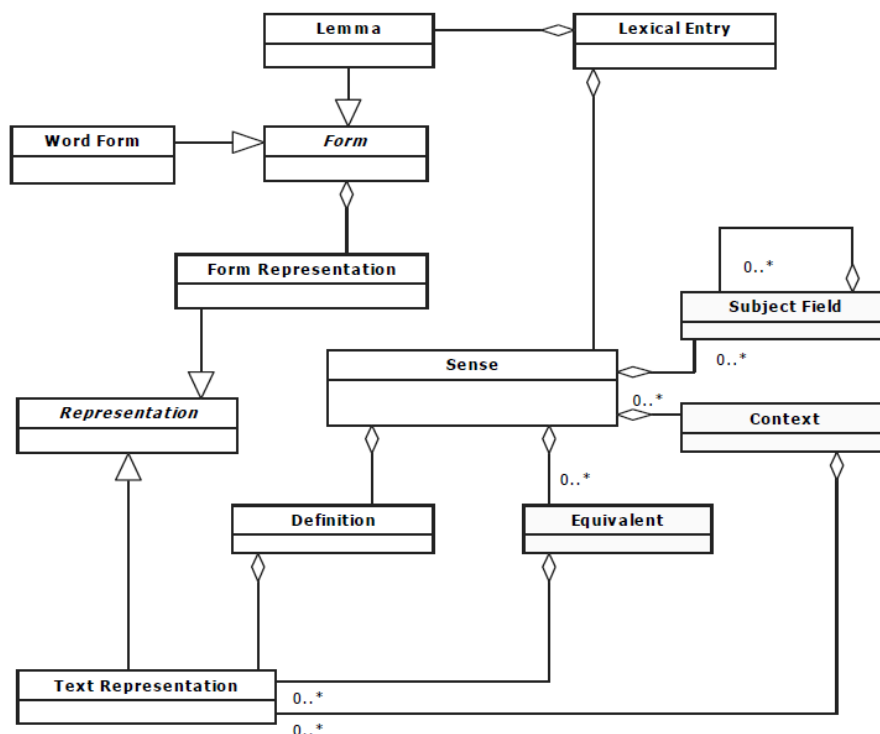 Lemma
Lexical Entry
Word Form
Form
Form Representation
0..*
Subject Field
0..*
Sense
0..*
Representation
Context
0..*
Definition
Equivalent
Text Representation
0..*
0..*